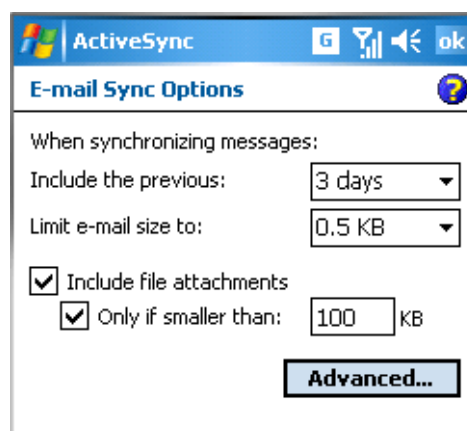 ActiveSync G ok
E-mail Sync Options ?
When synchronizing messages:
Include the previous: 3 days
Limit e-mail size to: 0.5 KB
Include file attachments
Only if smaller than: 100 KB
Advanced...